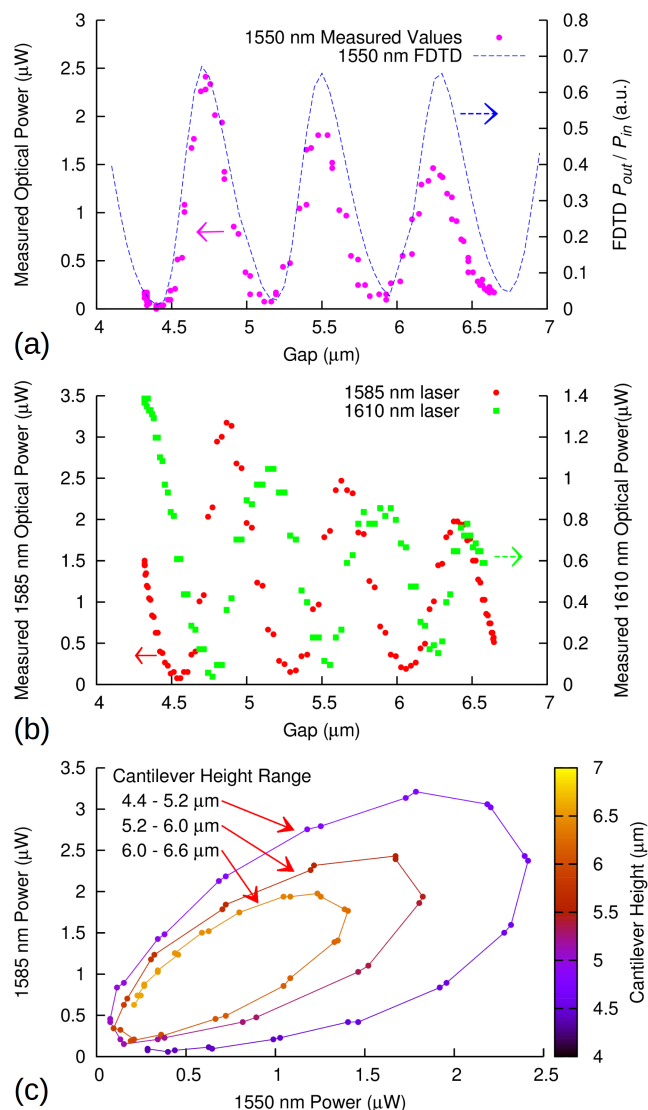 3
2.5
2
1.5
1
0.5
0
0.8
0.7
0.6
0.5
0.4
0.3
0.2
0.1
0
Measured Optical Power (μW)
FDTD Pout / Pin (a.u.)
1550 nm Measured Values
1550 nm FDTD
4 4.5 5 5.5 6 6.5 7
Gap (μm)
(a)
3.5
3
2.5
2
1.5
1
0.5
0
1.4
1.2
1
0.8
0.6
0.4
0.2
0
Measured 1585 nm Optical Power (μW)
Measured 1610 nm Optical Power(μW)
1585 nm laser
1610 nm laser
4 4.5 5 5.5 6 6.5 7
Gap (μm)
(b)
3.5
3
2.5
2
1.5
1
0.5
0
1585 nm Power (μW)
Cantilever Height Range
4.4 - 5.2 μm
5.2 - 6.0 μm
6.0 - 6.6 μm
7
6.5
6
5.5
5
4.5
4
Cantilever Height (μm)
0 0.5 1 1.5 2 2.5
1550 nm Power (μW)
(c)